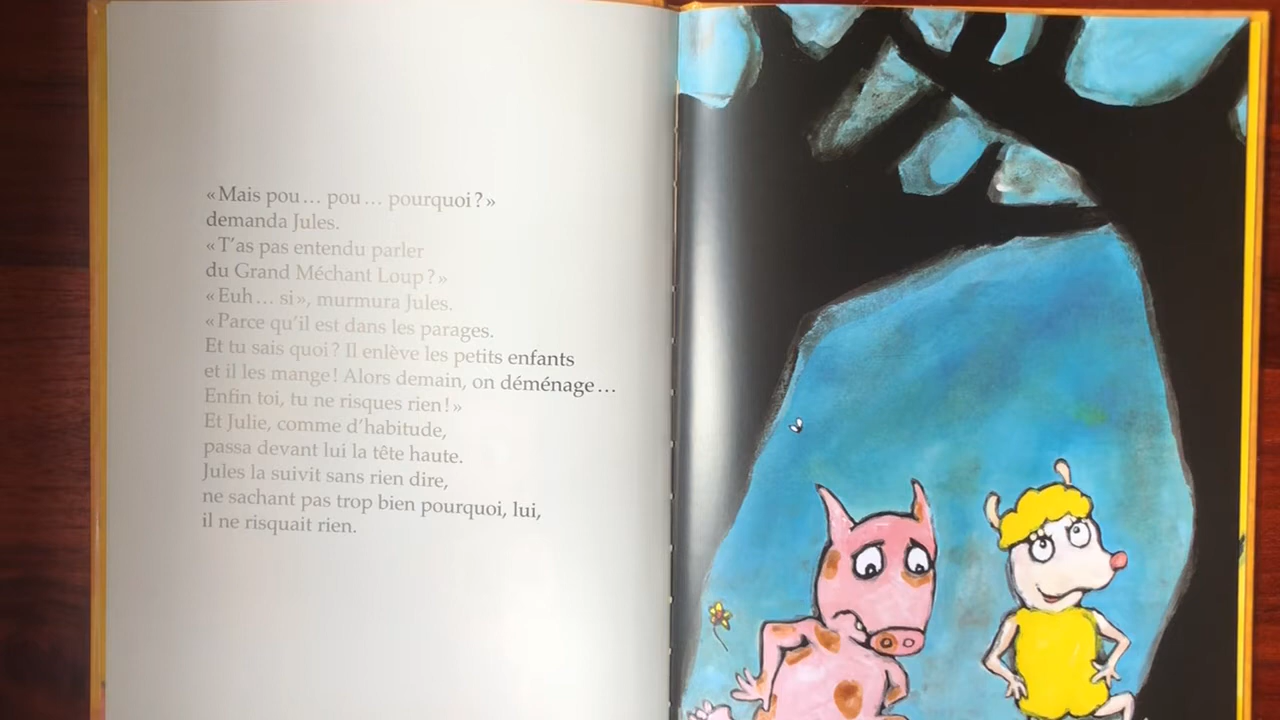 «Mais pou… pou… pourquoi?»
demanda Jules.
«T'as pas entendu parler
du Grand Méchant Loup?»
«Euh… si», murmura Jules.
«Parce qu'il est dans les parages.
Et tu sais quoi? Il enlève les petits enfants
et il les mange! Alors demain, on déménage…
Enfin toi, tu ne risques rien!»
Et Julie, comme d'habitude,
passa devant lui la tête haute.
Jules la suivit sans rien dire,
ne sachant pas trop bien pourquoi, lui,
il ne risquait rien.